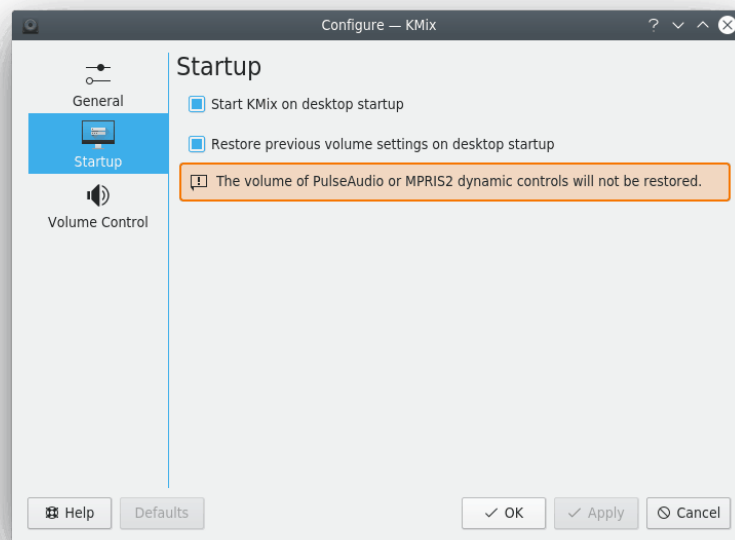 Configure — KMix
General
Startup
Volume Control
Startup
Start KMix on desktop startup
Restore previous volume settings on desktop startup
The volume of PulseAudio or MPRIS2 dynamic controls will not be restored.
Help
Defaults
OK
Apply
Cancel